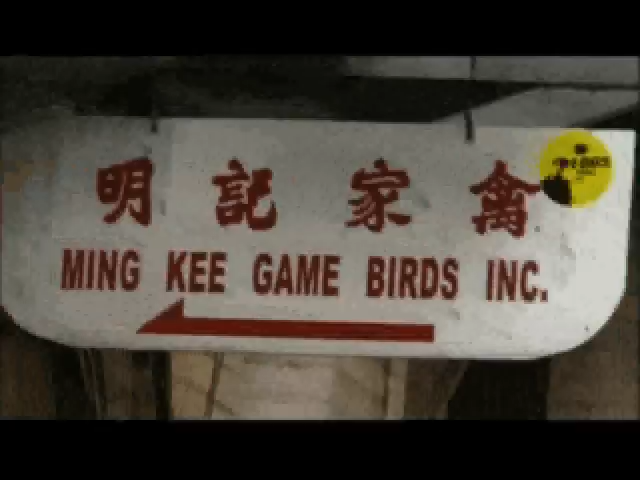 明記家禽
MING KEE GAME BIRDS INC.